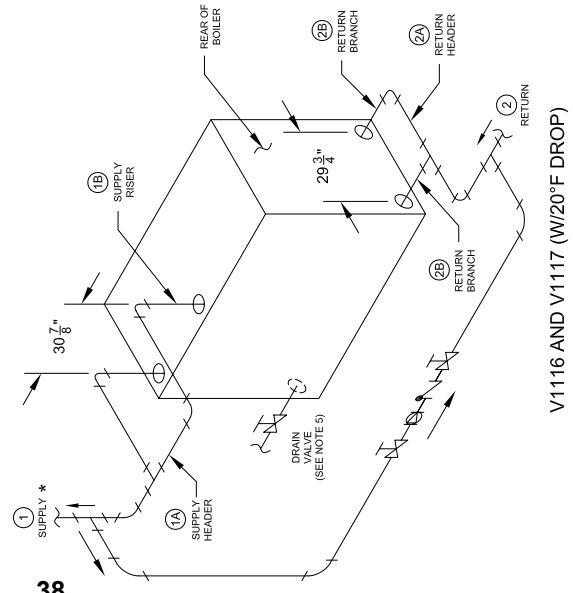 38
1
SUPPLY *
1A
SUPPLY
HEADER
30 7/8"
1B
SUPPLY
RISER
REAR OF
BOILER
29 3/4"
DRAIN
VALVE
(SEE NOTE 5)
2B
RETURN
BRANCH
2B
RETURN
BRANCH
2A
RETURN
HEADER
2
RETURN
V1116 AND V1117 (W/20°F DROP)